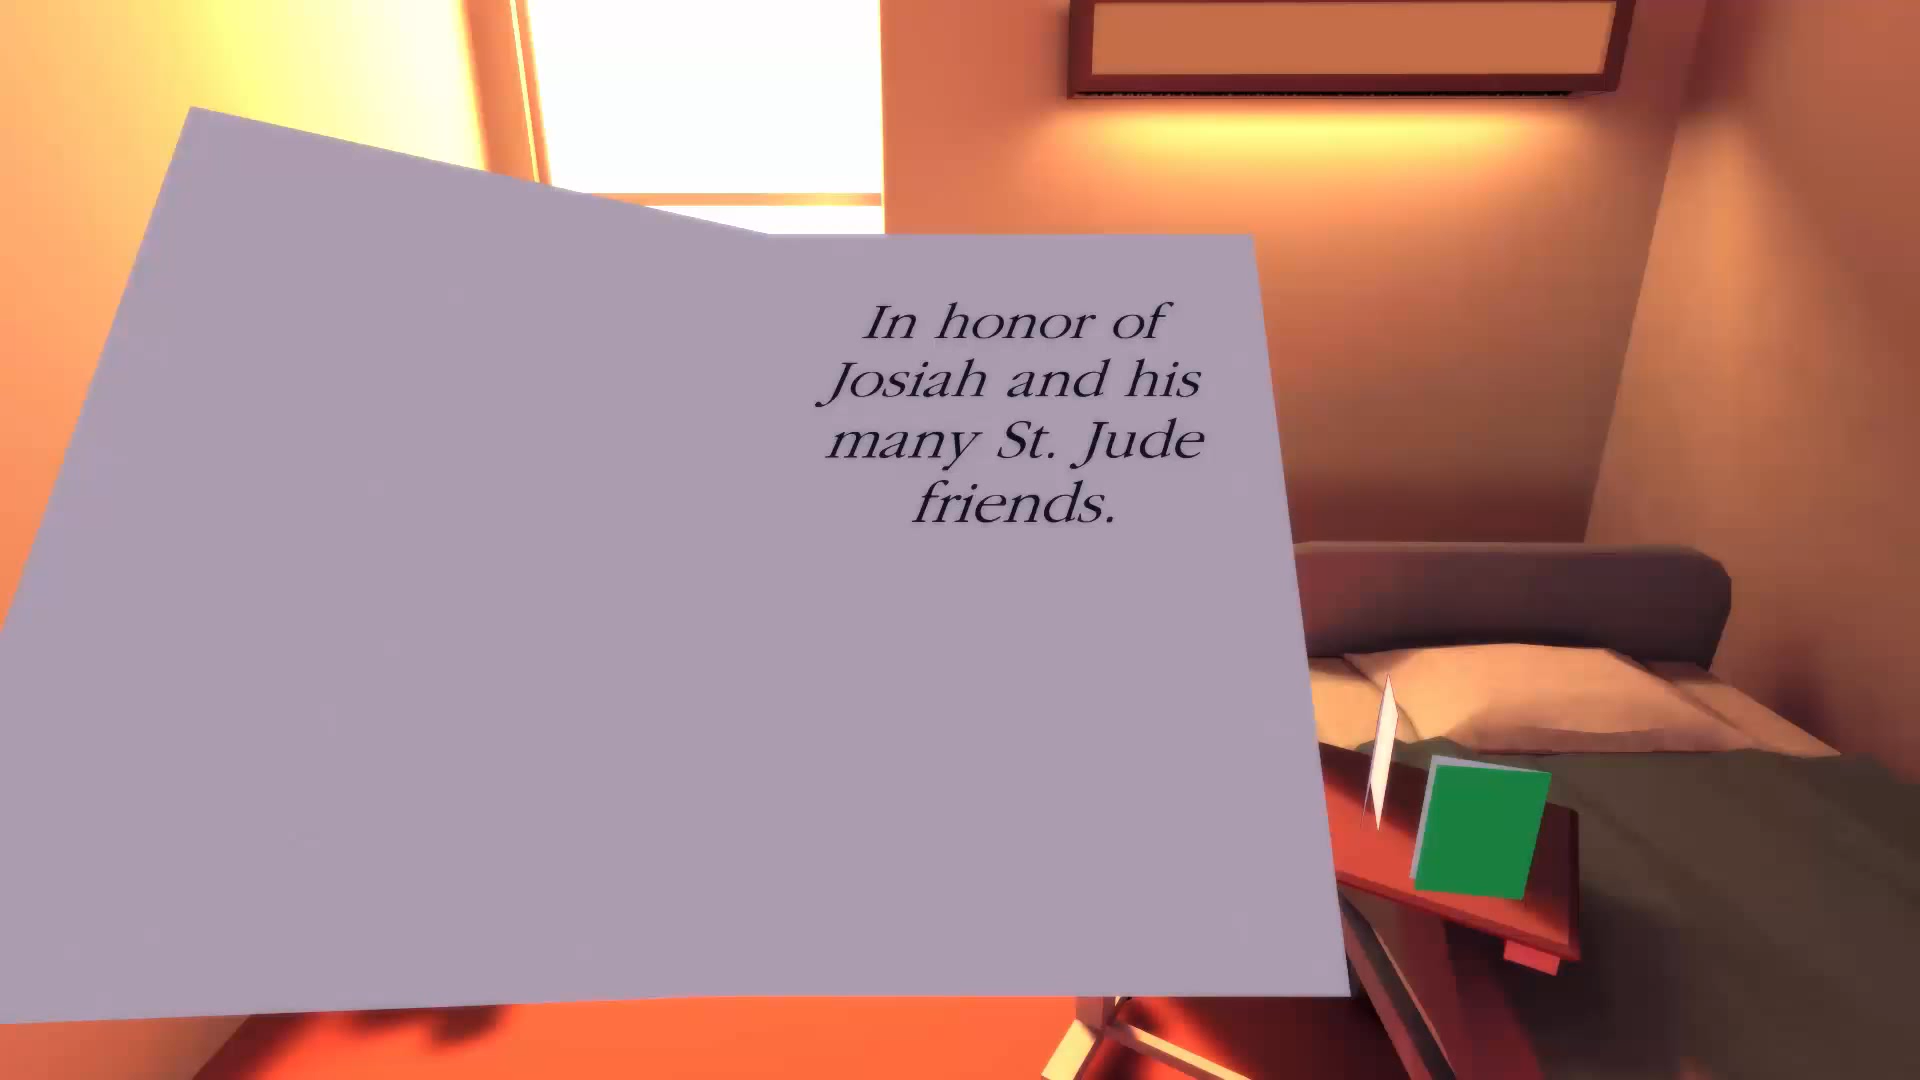 In honor of
Josiah and his
many St. Jude
friends.